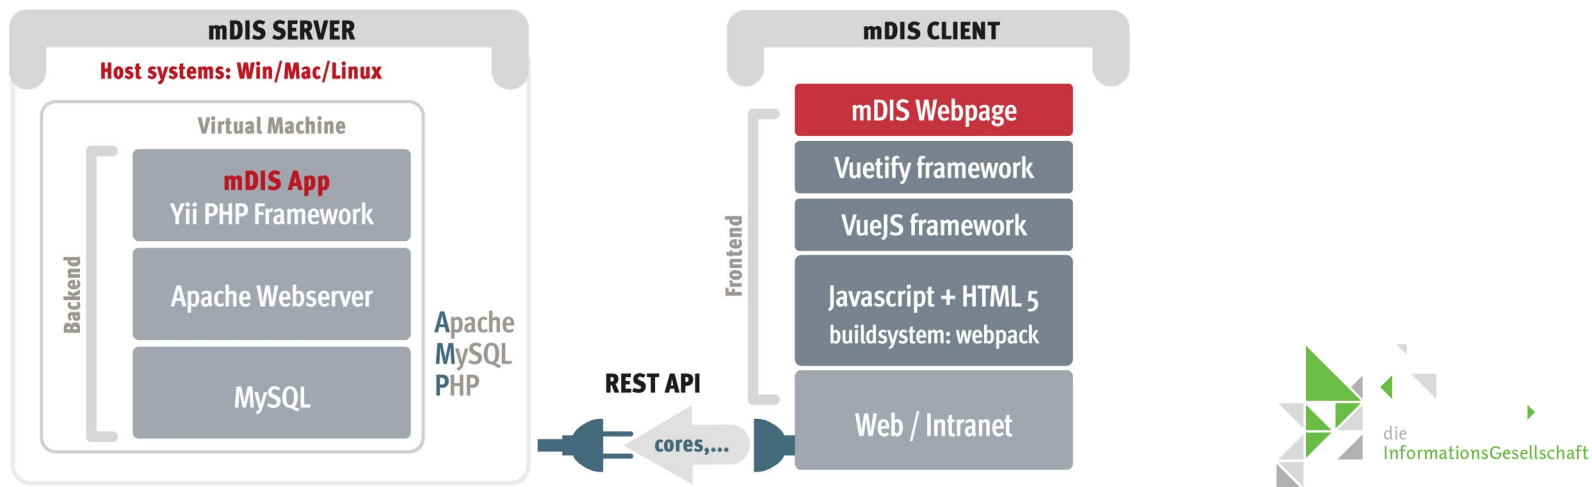 mDIS SERVER
Host systems: Win/Mac/Linux
Virtual Machine
Backend
mDIS App
Yii PHP Framework
Apache Webserver
MySQL
Apache
MySQL
PHP
REST API
cores,...
mDIS CLIENT
Frontend
mDIS Webpage
Vuetify framework
VueJS framework
Javascript + HTML 5
buildsystem: webpack
Web / Intranet
die
InformationsGesellschaft